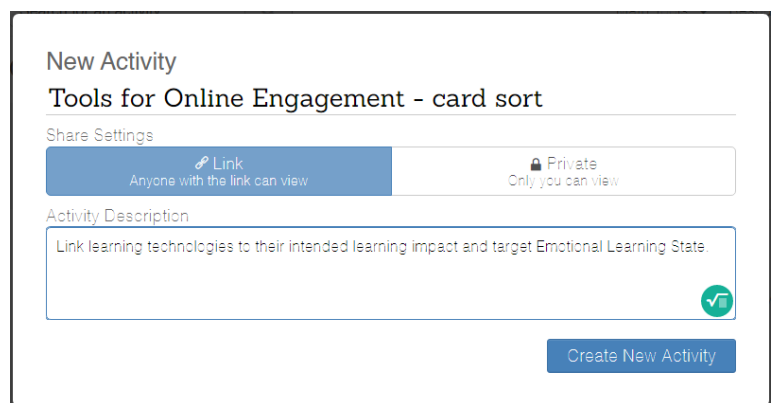 New Activity
Tools for Online Engagement - card sort
Share Settings
Link
Anyone with the link can view
Private
Only you can view
Activity Description
Link learning technologies to their intended learning impact and target Emotional Learning State.
Create New Activity